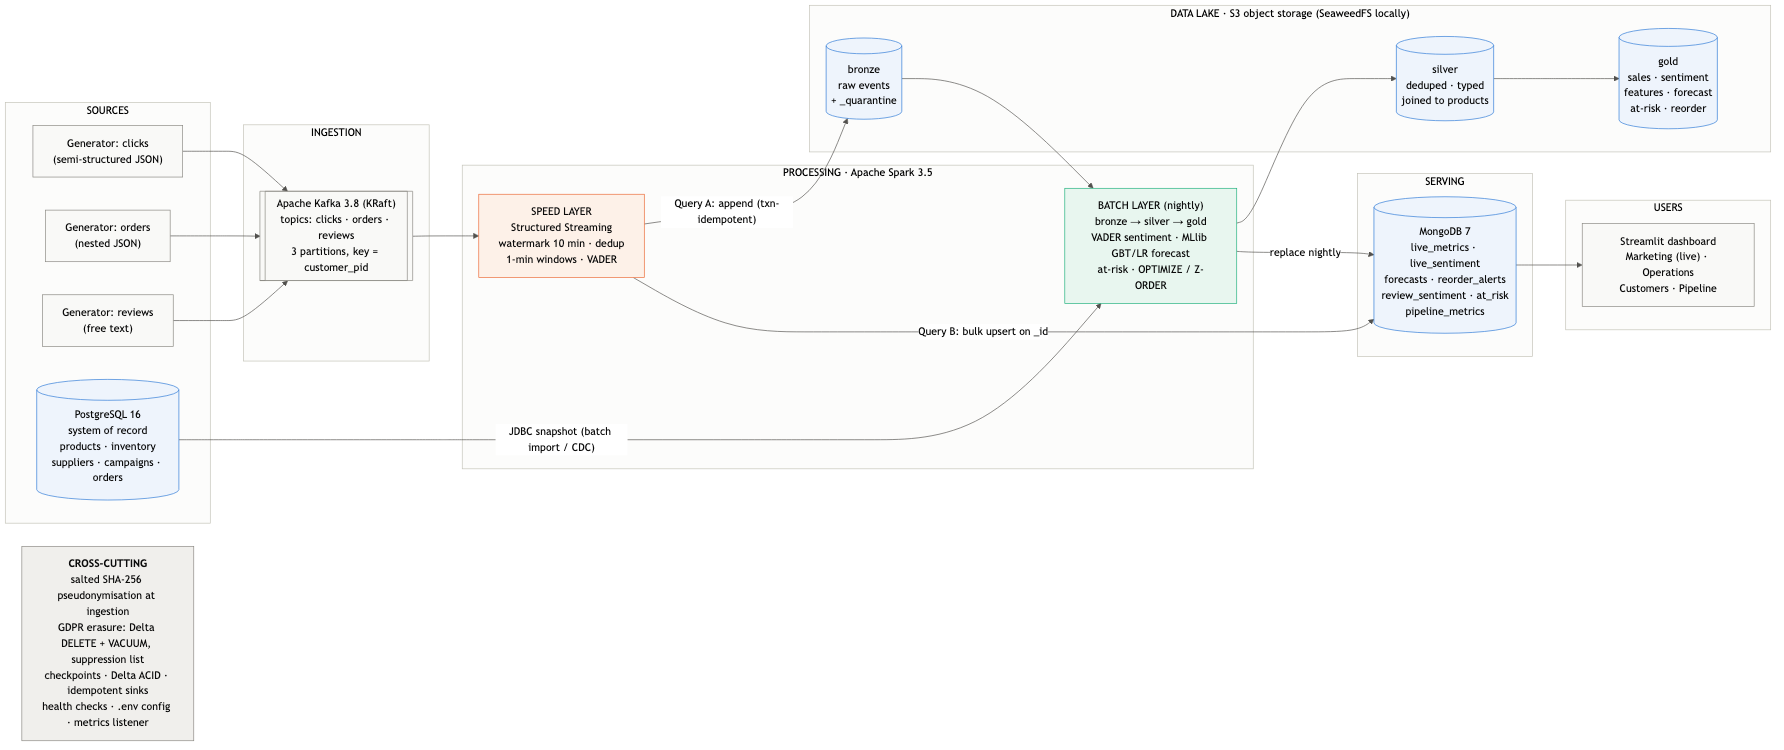 DATA LAKE · S3 object storage (SeaweedFS locally)
bronze
raw events
+ _quarantine
silver
deduped · typed
joined to products
gold
sales · sentiment
features · forecast
at-risk · reorder
SOURCES
Generator: clicks
(semi-structured JSON)
Generator: orders
(nested JSON)
Generator: reviews
(free text)
PostgreSQL 16
system of record
products · inventory
suppliers · campaigns ·
orders
INGESTION
Apache Kafka 3.8 (KRaft)
topics: clicks · orders ·
reviews
3 partitions, key =
customer_pid
PROCESSING · Apache Spark 3.5
SPEED LAYER
Structured Streaming
watermark 10 min · dedup
1-min windows · VADER
Query A: append (txn-
idempotent)
BATCH LAYER (nightly)
bronze → silver → gold
VADER sentiment · MLlib
GBT/LR forecast
at-risk · OPTIMIZE / Z-
ORDER
replace nightly
Query B: bulk upsert on _id
JDBC snapshot (batch
import / CDC)
SERVING
MongoDB 7
live_metrics ·
live_sentiment
forecasts · reorder_alerts
review_sentiment · at_risk
pipeline_metrics
USERS
Streamlit dashboard
Marketing (live) ·
Operations
Customers · Pipeline
CROSS-CUTTING
salted SHA-256
pseudonymisation at
ingestion
GDPR erasure: Delta
DELETE + VACUUM,
suppression list
checkpoints · Delta ACID ·
idempotent sinks
health checks · .env config
· metrics listener